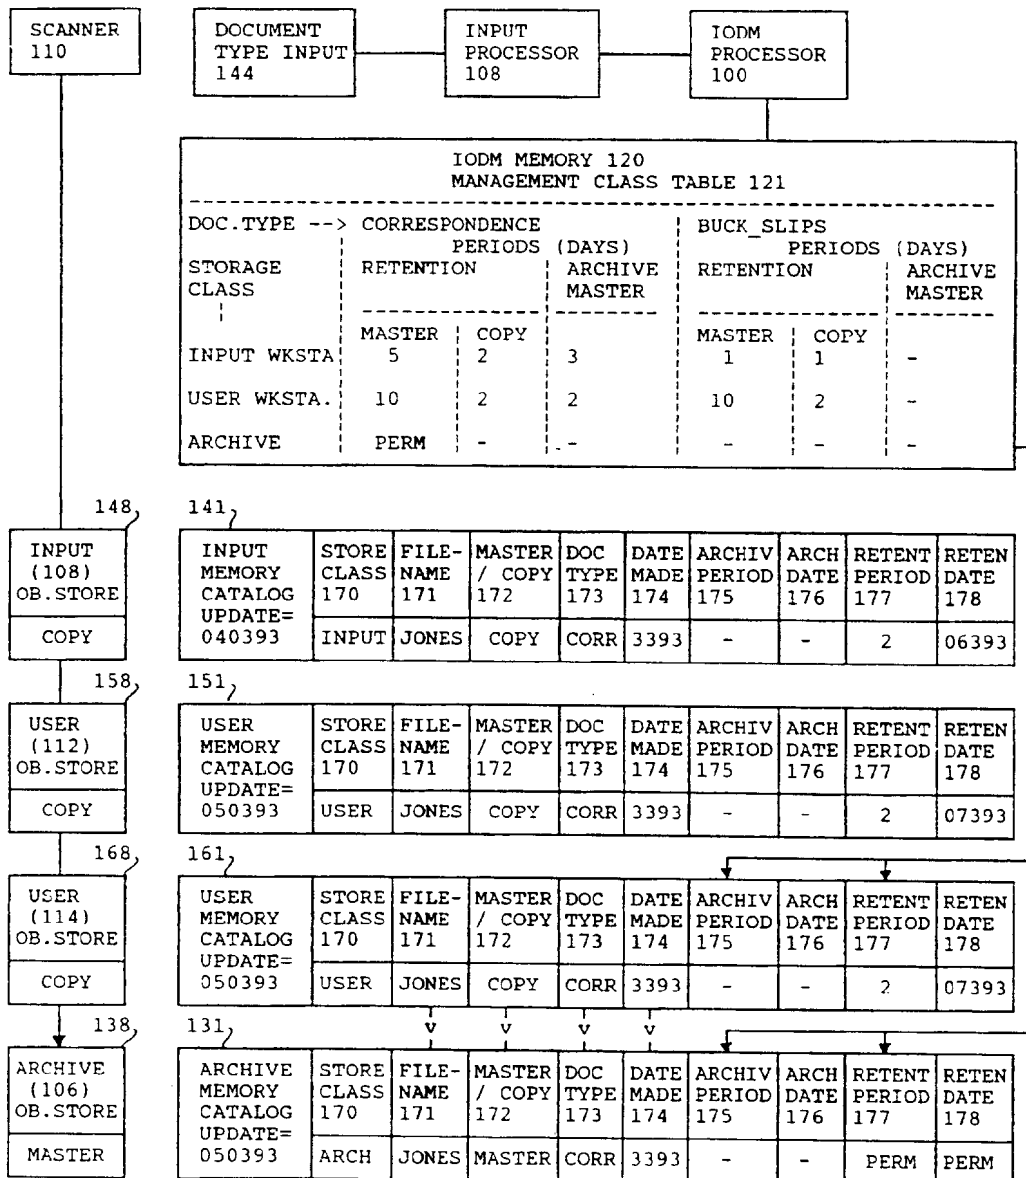 SCANNER
110
DOCUMENT
TYPE INPUT
144
INPUT
PROCESSOR
108
IODM
PROCESSOR
100
IODM MEMORY 120
MANAGEMENT CLASS TABLE 121
DOC.TYPE --> CORRESPONDENCE BUCK_SLIPS
PERIODS (DAYS) PERIODS (DAYS)
STORAGE RETENTION ARCHIVE RETENTION ARCHIVE
CLASS MASTER MASTER
MASTER COPY MASTER COPY
INPUT WKSTA 5 2 3 1 1 -
USER WKSTA. 10 2 2 10 2 -
ARCHIVE PERM - - - - -
148
INPUT
(108)
OB.STORE
COPY
141
INPUT STORE FILE- MASTER DOC DATE ARCHIV ARCH RETENT RETEN
MEMORY CLASS NAME / COPY TYPE MADE PERIOD DATE PERIOD DATE
CATALOG 170 171 172 173 174 175 176 177 178
UPDATE=
040393 INPUT JONES COPY CORR 3393 - - 2 06393
158
USER
(112)
OB.STORE
COPY
151
USER STORE FILE- MASTER DOC DATE ARCHIV ARCH RETENT RETEN
MEMORY CLASS NAME / COPY TYPE MADE PERIOD DATE PERIOD DATE
CATALOG 170 171 172 173 174 175 176 177 178
UPDATE=
050393 USER JONES COPY CORR 3393 - - 2 07393
168
USER
(114)
OB.STORE
COPY
161
USER STORE FILE- MASTER DOC DATE ARCHIV ARCH RETENT RETEN
MEMORY CLASS NAME / COPY TYPE MADE PERIOD DATE PERIOD DATE
CATALOG 170 171 172 173 174 175 176 177 178
UPDATE=
050393 USER JONES COPY CORR 3393 - - 2 07393
138
ARCHIVE
(106)
OB.STORE
MASTER
131
ARCHIVE STORE FILE- MASTER DOC DATE ARCHIV ARCH RETENT RETEN
MEMORY CLASS NAME / COPY TYPE MADE PERIOD DATE PERIOD DATE
CATALOG 170 171 172 173 174 175 176 177 178
UPDATE=
050393 ARCH JONES MASTER CORR 3393 - - PERM PERM